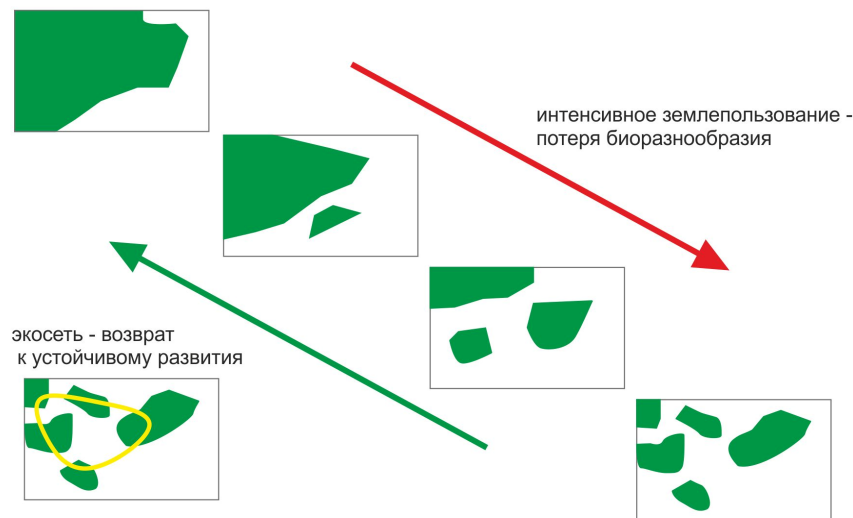 интенсивное землепользование -
потеря биоразнообразия
экосеть - возврат
к устойчивому развития